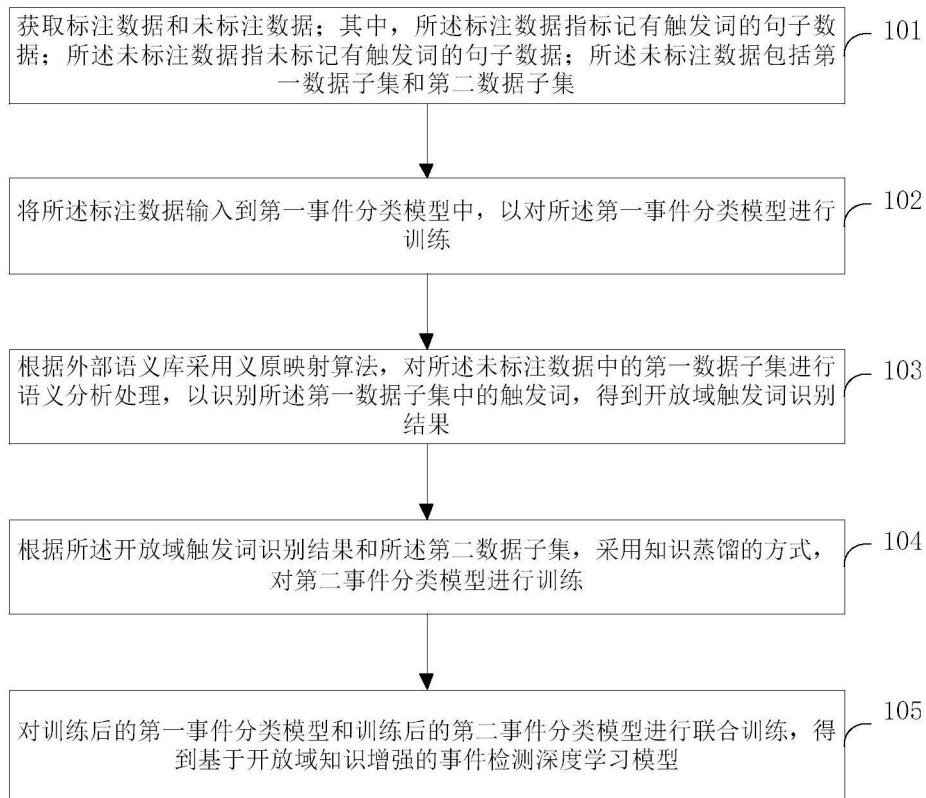 获取标注数据和未标注数据；其中，所述标注数据指标记有触发词的句子数
据；所述未标注数据指未标记有触发词的句子数据；所述未标注数据包括第
一数据子集和第二数据子集
101
将所述标注数据输入到第一事件分类模型中，以对所述第一事件分类模型进行
训练
102
根据外部语义库采用义原映射算法，对所述未标注数据中的第一数据子集进行
语义分析处理，以识别所述第一数据子集中的触发词，得到开放域触发词识别
结果
103
根据所述开放域触发词识别结果和所述第二数据子集，采用知识蒸馏的方式，
对第二事件分类模型进行训练
104
对训练后的第一事件分类模型和训练后的第二事件分类模型进行联合训练，得
到基于开放域知识增强的事件检测深度学习模型
105